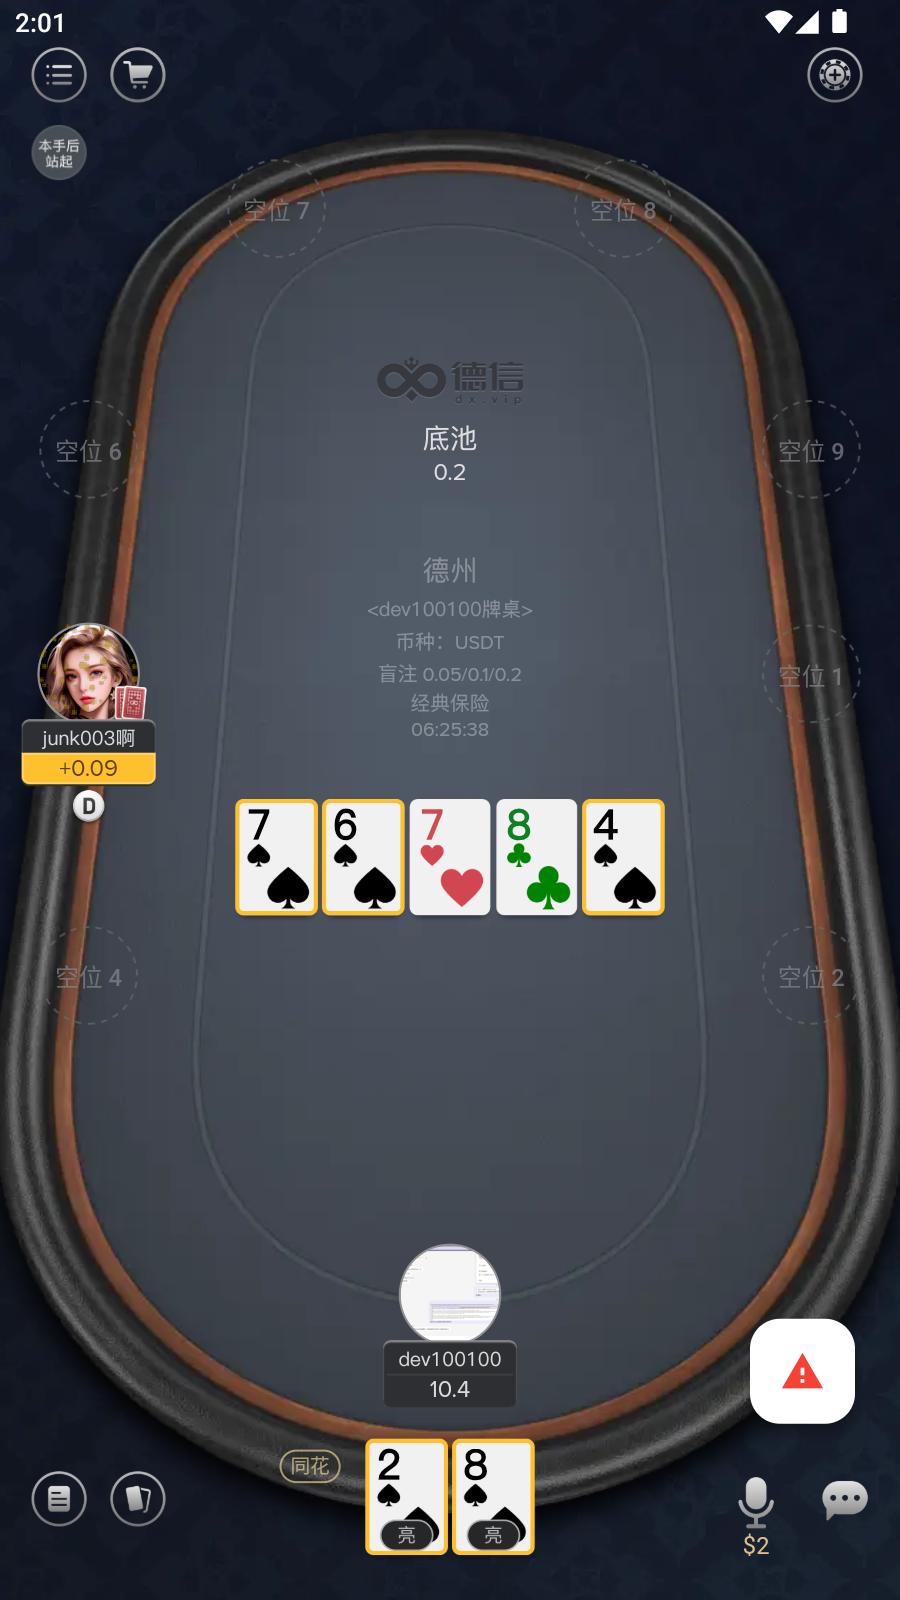 2:01
本手后
站起
空位 7
空位 8
德信
dx.vip
底池
0.2
空位 6
空位 9
德州
<dev100100牌桌>
币种：USDT
盲注 0.05/0.1/0.2
经典保险
06:25:38
空位 1
junk003啊
+0.09
D
7
6
7
8
4
空位 4
空位 2
dev100100
10.4
同花
2
8
亮
亮
$2